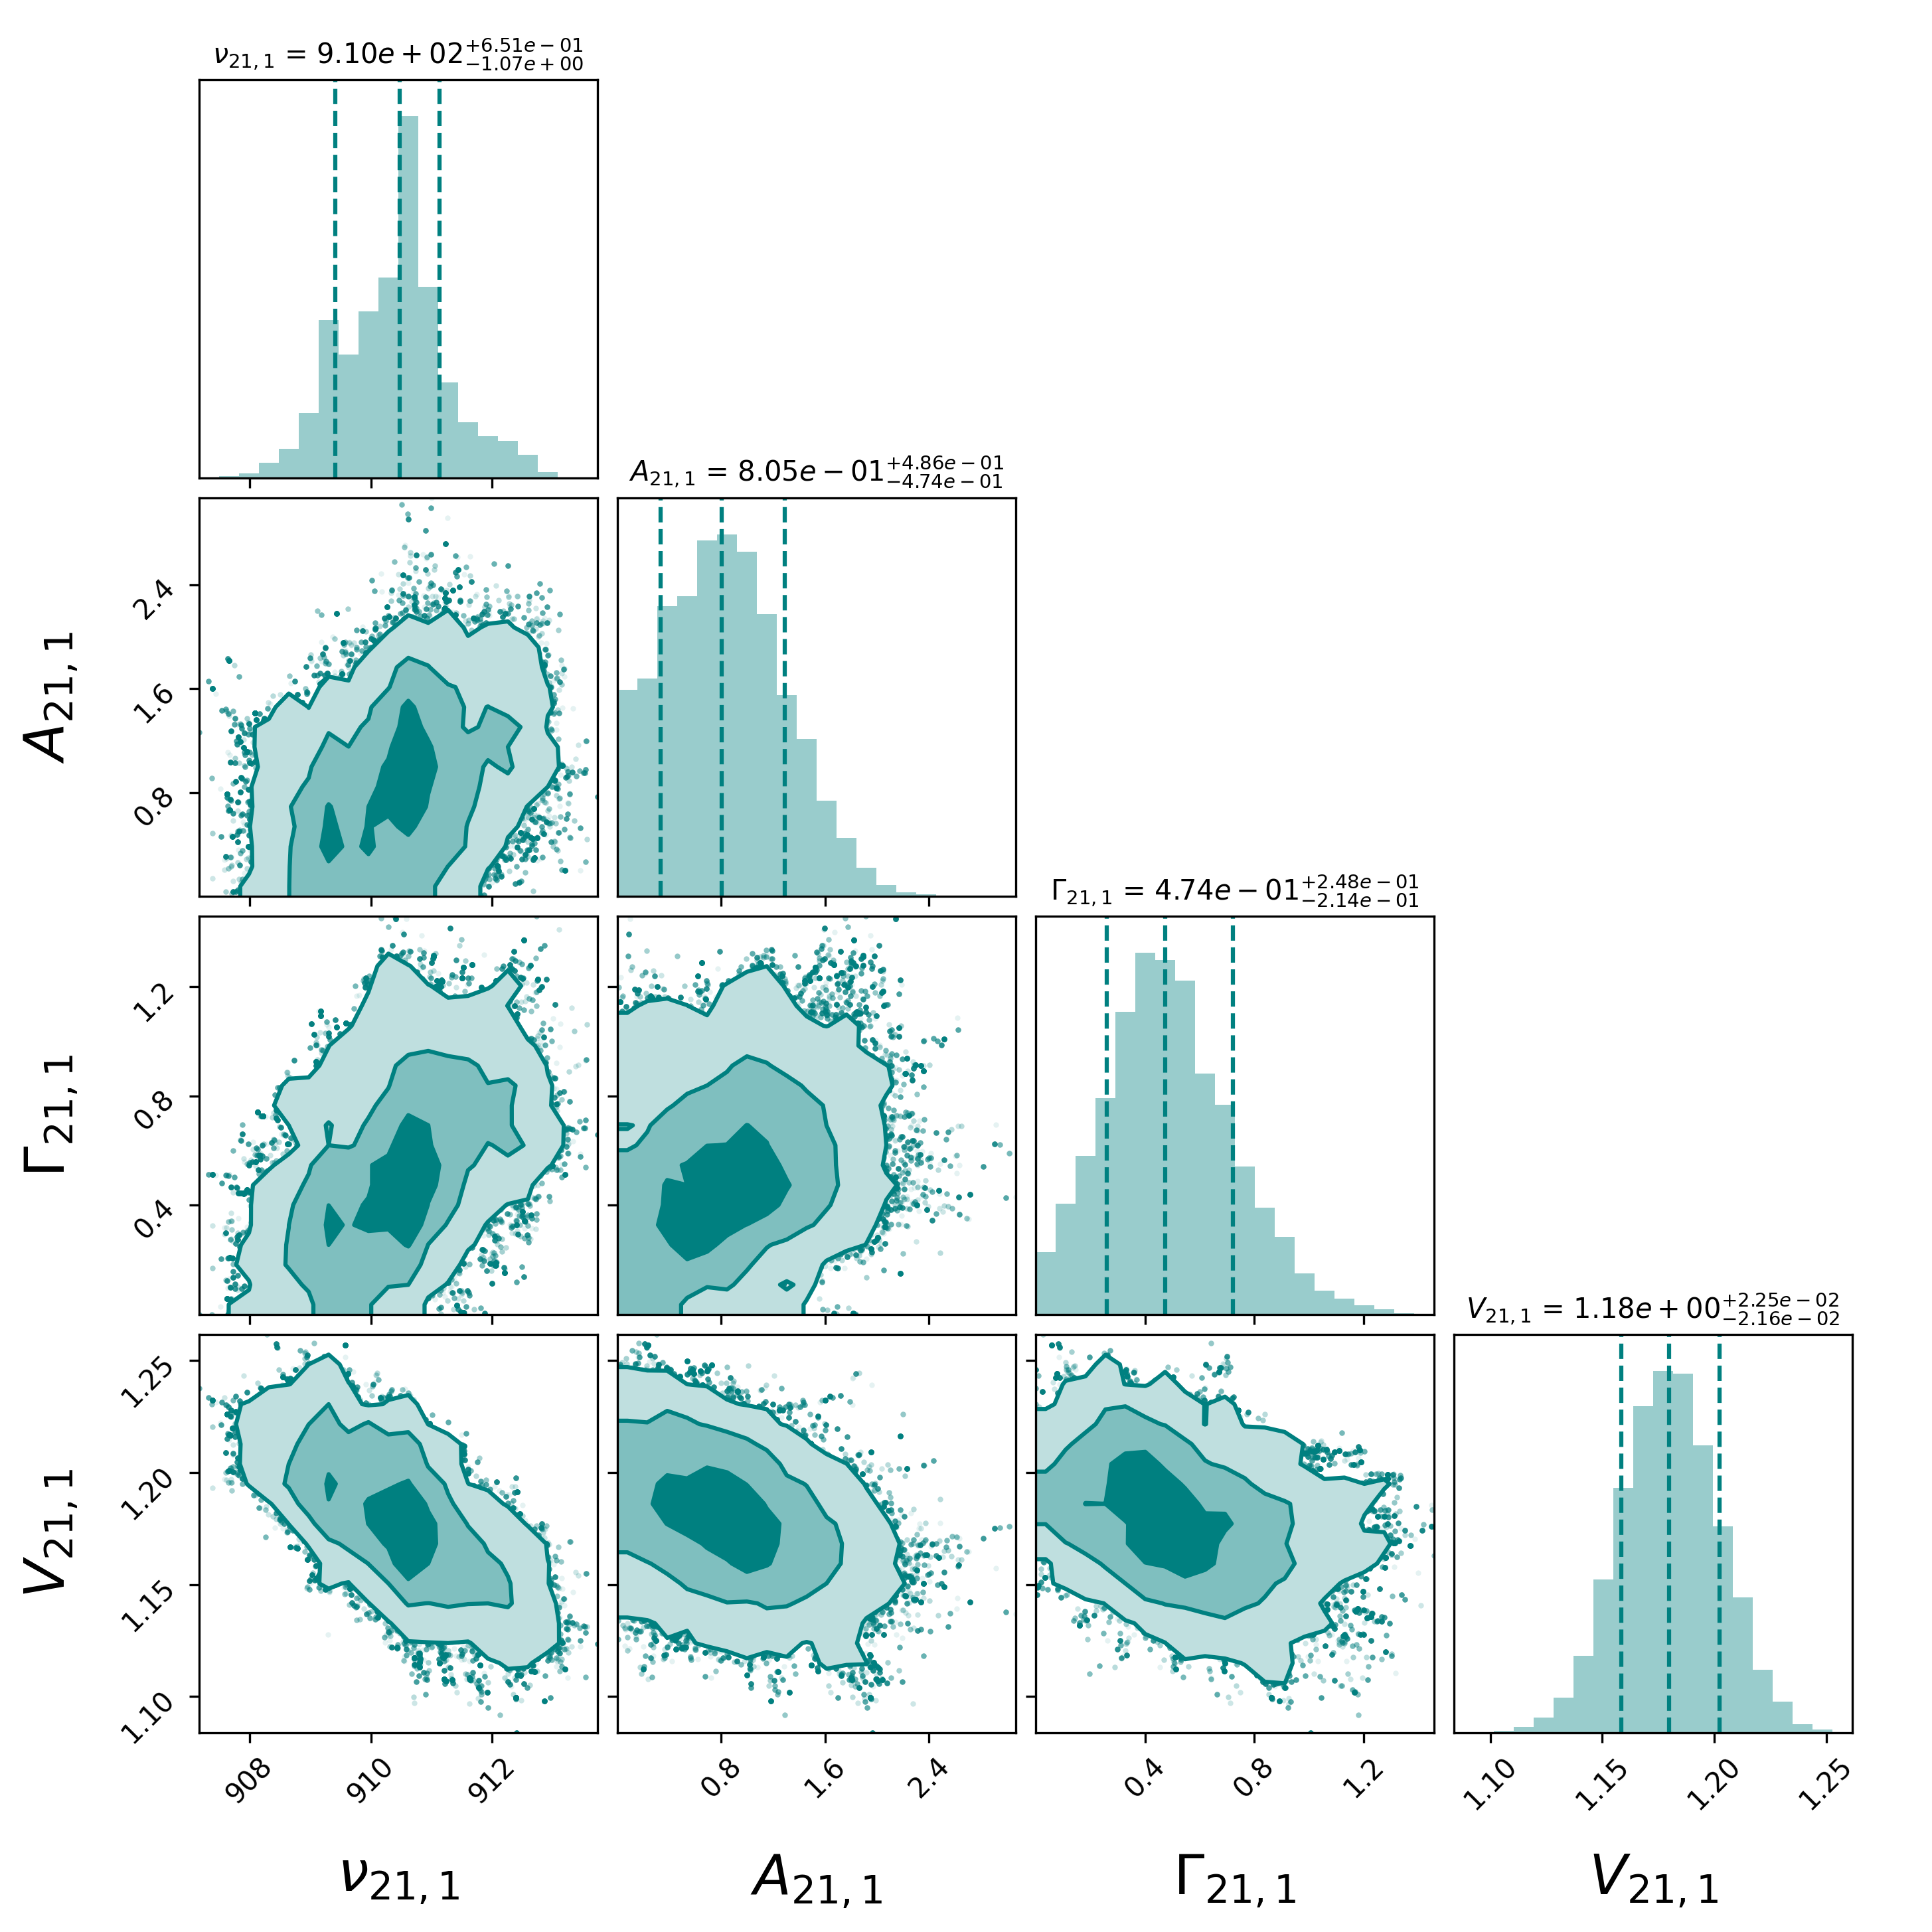 ν21, 1 = 9.10e + 02 +6.51e − 01 −1.07e + 00
A21, 1 = 8.05e − 01 +4.86e − 01 −4.74e − 01
2.4
1.6
0.8
A21, 1
Γ21, 1 = 4.74e − 01 +2.48e − 01 −2.14e − 01
1.2
0.8
0.4
Γ21, 1
V21, 1 = 1.18e + 00 +2.25e − 02 −2.16e − 02
1.25
1.20
1.15
1.10
V21, 1
908 910 912 0.8 1.6 2.4 0.4 0.8 1.2 1.10 1.15 1.20 1.25
ν21, 1 A21, 1 Γ21, 1 V21, 1